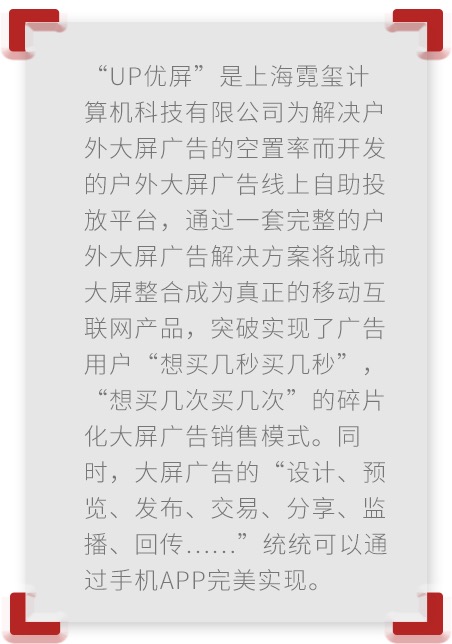 “UP优屏”是上海霓玺计
算机科技有限公司为解决户
外大屏广告的空置率而开发
的户外大屏广告线上自助投
放平台，通过一套完整的户
外大屏广告解决方案将城市
大屏整合成为真正的移动互
联网产品，突破实现了广告
用户“想买几秒买几秒”，
“想买几次买几次”的碎片
化大屏广告销售模式。同
时，大屏广告的“设计、预
览、发布、交易、分享、监
播、回传......”统统可以通
过手机APP完美实现。